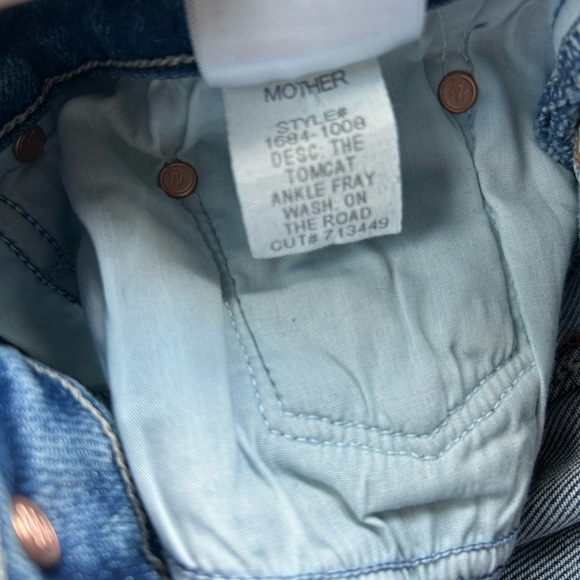 MOTHER
STYLE#
1684-1008
DESC: THE
TOMCAT
ANKLE FRAY
WASH: ON
THE ROAD
CUT# 713449